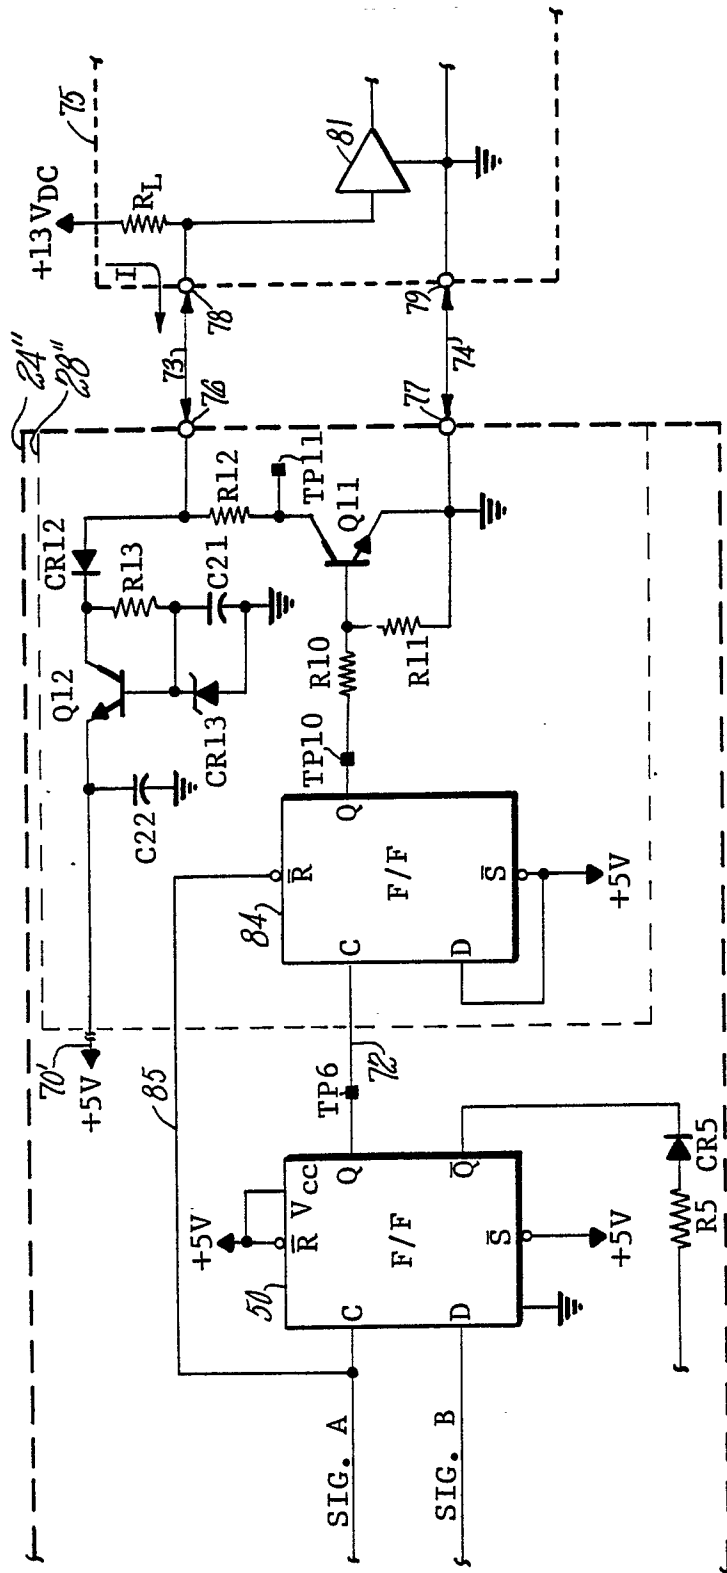 24"
28"
+13 VDC
75
RL
I
81
78
79
73
74
76
77
CR12
R12
TP11
Q11
R13
C21
Q12
CR13
R10
R11
C22
TP10
Q
R̅
84
F/F
S̅
C
D
+5V
70'
+5V
85
TP6
72
+5V
Vcc
R̅
Q
Q̅
50
F/F
S̅
C
D
+5V
CR5
R5
SIG. A
SIG. B